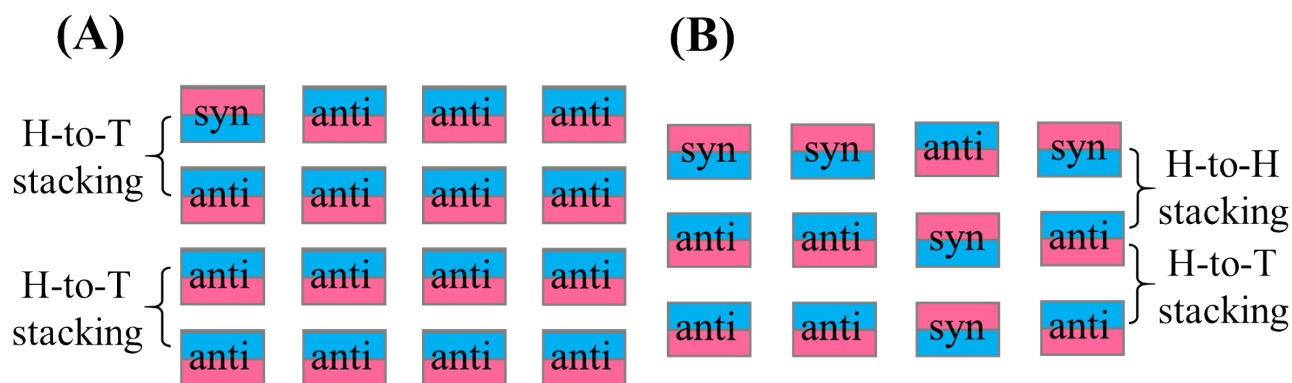 (A)
H-to-T
stacking
syn anti anti anti
anti anti anti anti
H-to-T
stacking
anti anti anti anti
anti anti anti anti
(B)
syn syn anti syn
anti anti syn anti
anti anti syn anti
H-to-H
stacking
H-to-T
stacking